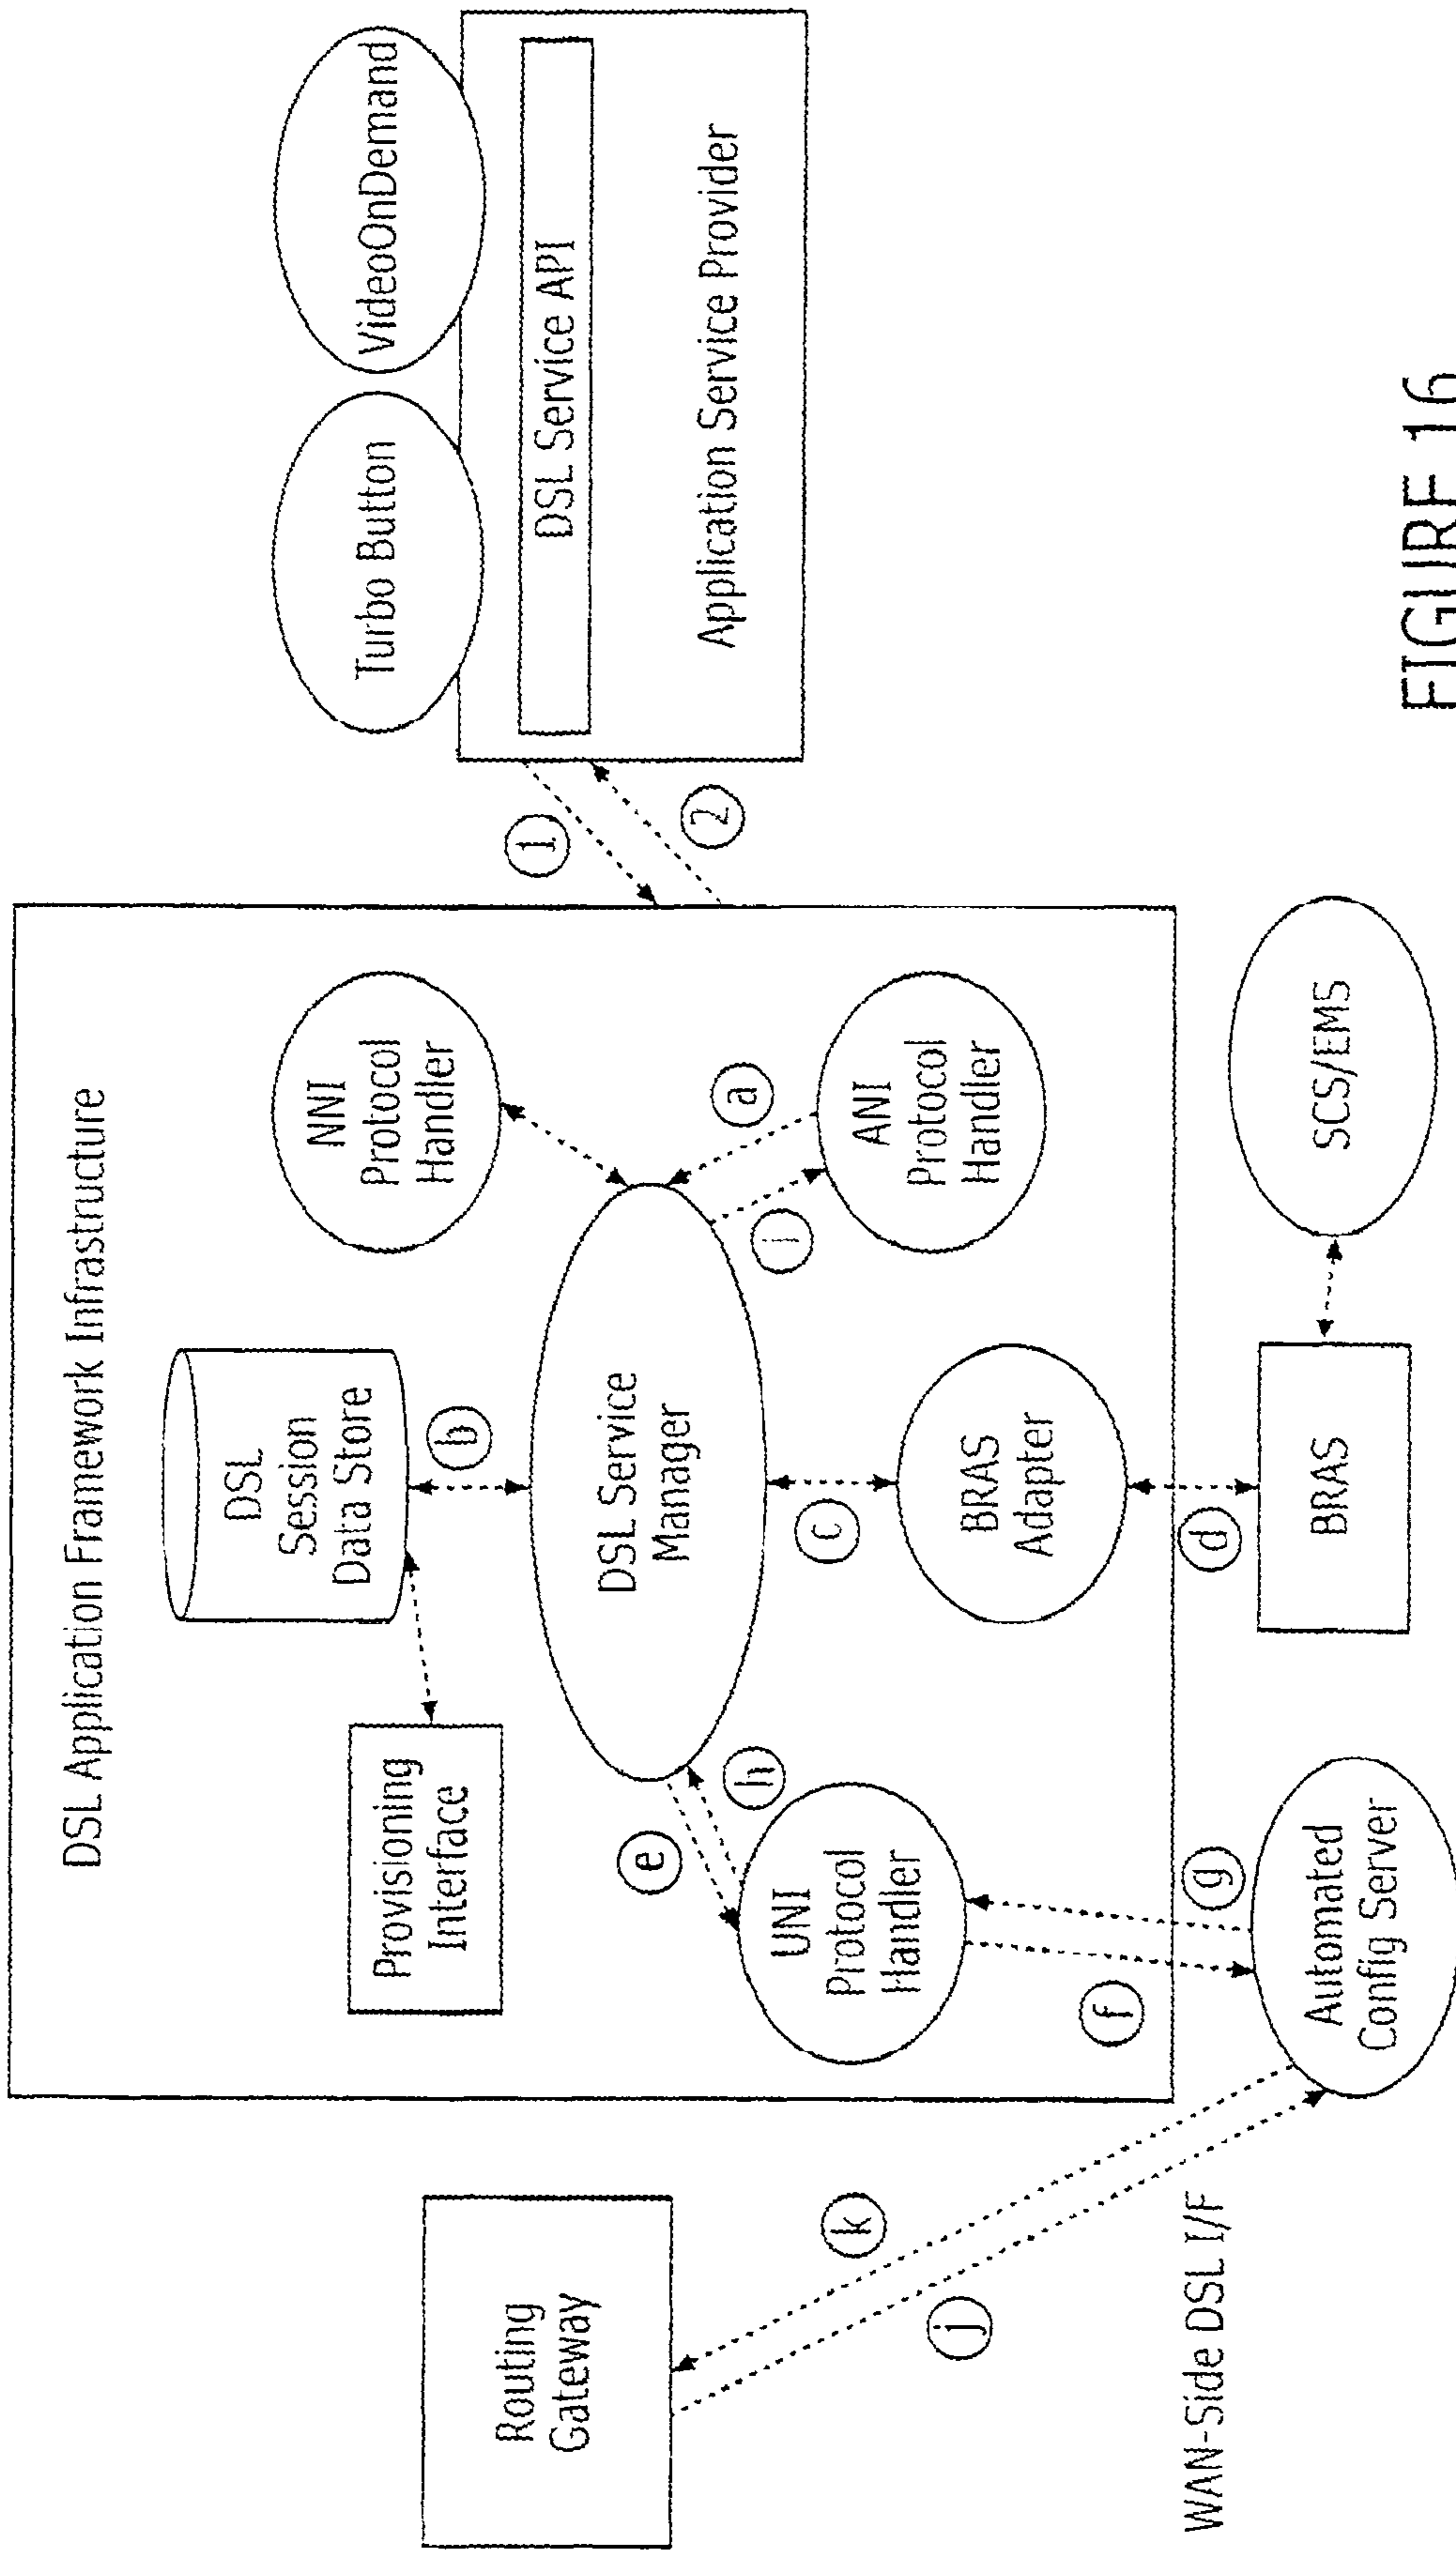 DSL Application Framework Infrastructure
Turbo Button
VideoOnDemand
DSL
Session
Data Store
NNI
Protocol
Handler
Provisioning
Interface
b
Routing
Gateway
DSL Service
Manager
1
DSL Service API
e
h
c
i
a
2
Application Service Provider
UNI
Protocol
Handler
BRAS
Adapter
ANI
Protocol
Handler
k
j
f
g
d
WAN-Side DSL I/F
Automated
Config Server
BRAS
SCS/EMS
FIGURE 16